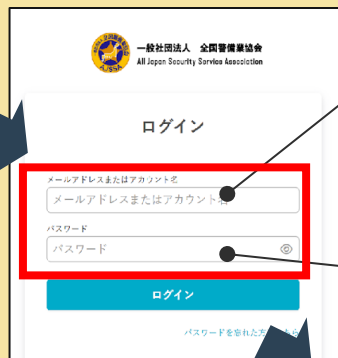 一般社団法人 全国警備業協会
All Japan Security Service Association
AJSSA
ログイン
メールアドレスまたはアカウント名
メールアドレスまたはアカウント名
パスワード
パスワード
ログイン
パスワードを忘れた方